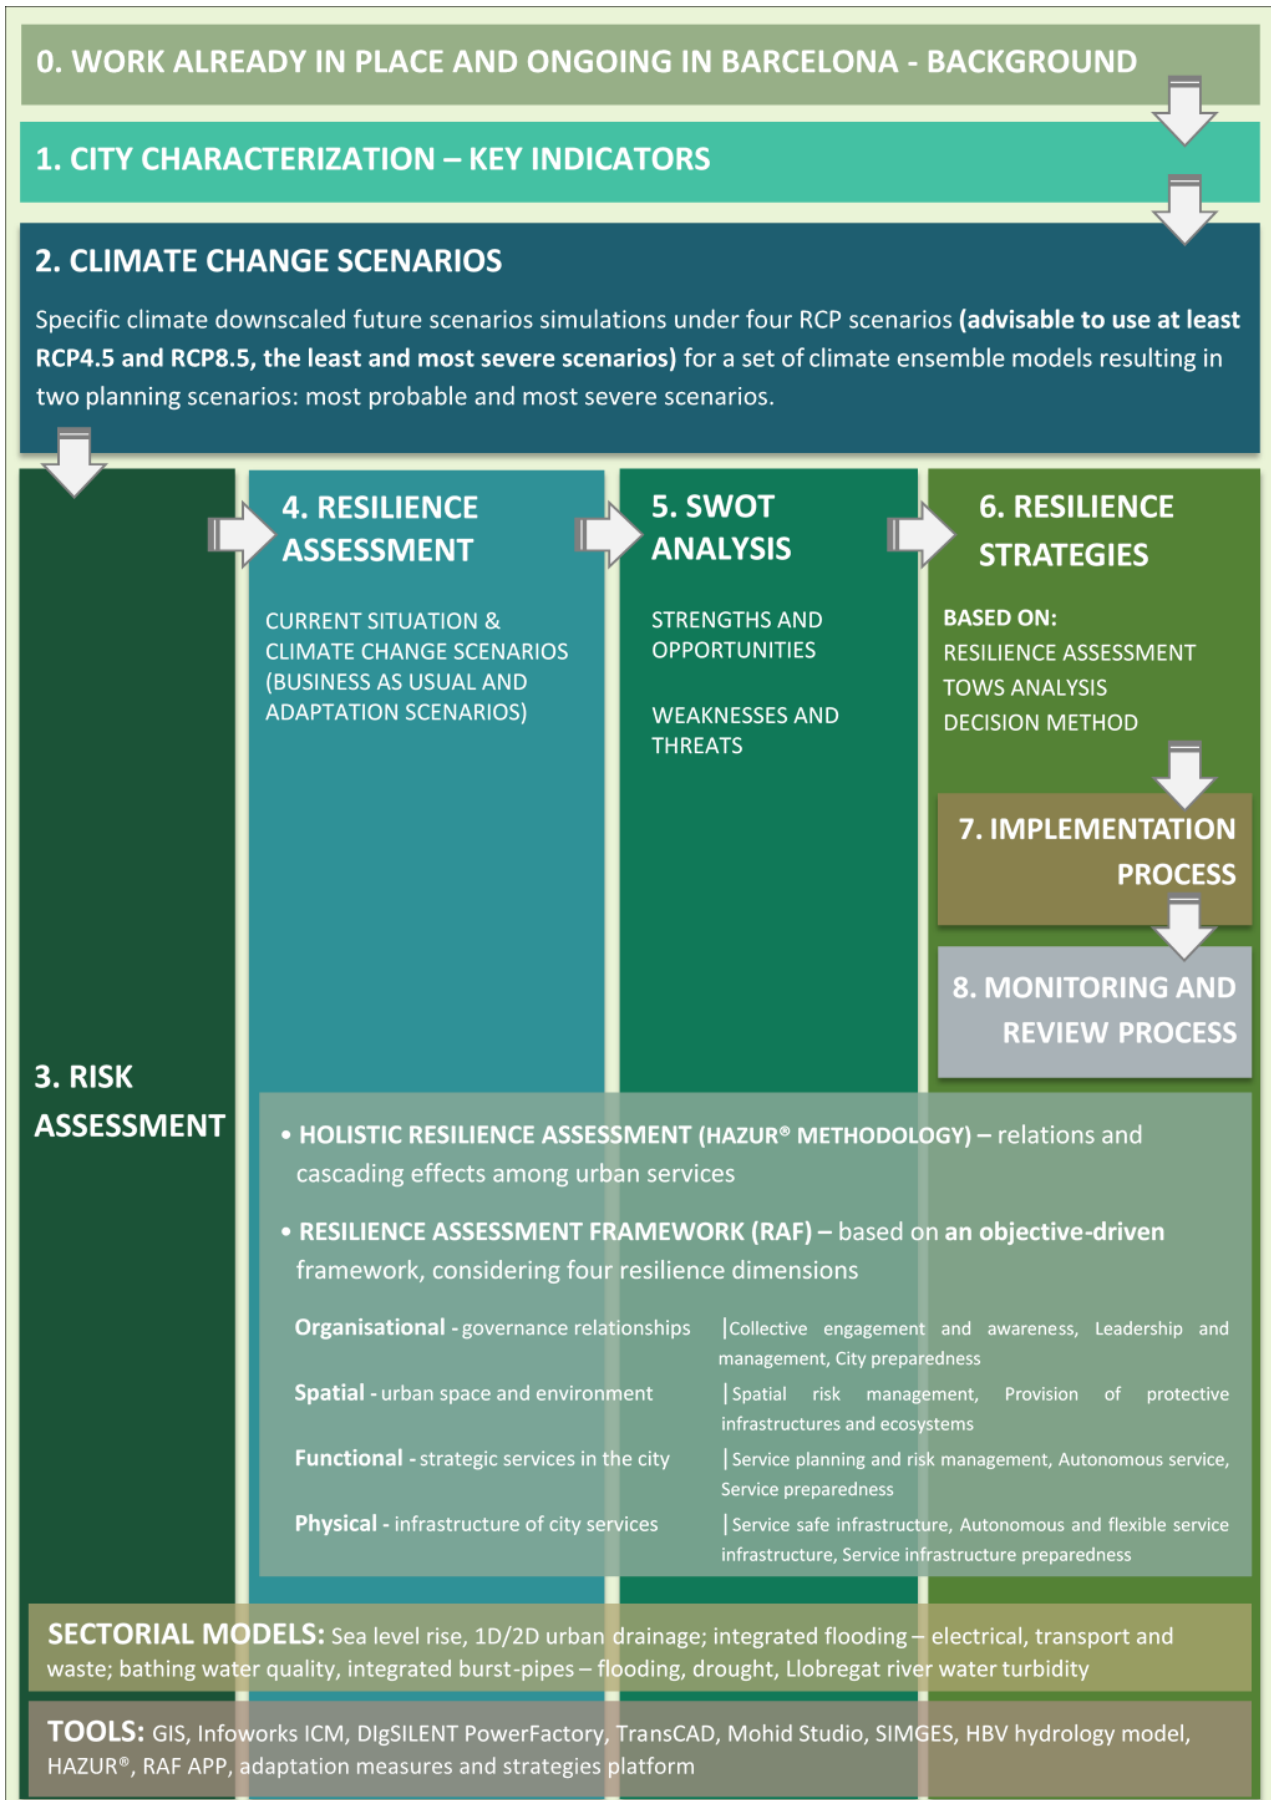 0. WORK ALREADY IN PLACE AND ONGOING IN BARCELONA - BACKGROUND
1. CITY CHARACTERIZATION – KEY INDICATORS
2. CLIMATE CHANGE SCENARIOS
Specific climate downscaled future scenarios simulations under four RCP scenarios (advisable to use at least
RCP4.5 and RCP8.5, the least and most severe scenarios) for a set of climate ensemble models resulting in
two planning scenarios: most probable and most severe scenarios.
3. RISK
ASSESSMENT
4. RESILIENCE
ASSESSMENT
CURRENT SITUATION &
CLIMATE CHANGE SCENARIOS
(BUSINESS AS USUAL AND
ADAPTATION SCENARIOS)
5. SWOT
ANALYSIS
STRENGTHS AND
OPPORTUNITIES
WEAKNESSES AND
THREATS
6. RESILIENCE
STRATEGIES
BASED ON:
RESILIENCE ASSESSMENT
TOWS ANALYSIS
DECISION METHOD
7. IMPLEMENTATION
PROCESS
8. MONITORING AND
REVIEW PROCESS
• HOLISTIC RESILIENCE ASSESSMENT (HAZUR® METHODOLOGY) – relations and
cascading effects among urban services
• RESILIENCE ASSESSMENT FRAMEWORK (RAF) – based on an objective-driven
framework, considering four resilience dimensions
Organisational - governance relationships |Collective engagement and awareness, Leadership and
management, City preparedness
Spatial - urban space and environment |Spatial risk management, Provision of protective
infrastructures and ecosystems
Functional - strategic services in the city |Service planning and risk management, Autonomous service,
Service preparedness
Physical - infrastructure of city services |Service safe infrastructure, Autonomous and flexible service
infrastructure, Service infrastructure preparedness
SECTORIAL MODELS: Sea level rise, 1D/2D urban drainage; integrated flooding – electrical, transport and
waste; bathing water quality, integrated burst-pipes – flooding, drought, Llobregat river water turbidity
TOOLS: GIS, Infoworks ICM, DIgSILENT PowerFactory, TransCAD, Mohid Studio, SIMGES, HBV hydrology model,
HAZUR®, RAF APP, adaptation measures and strategies platform